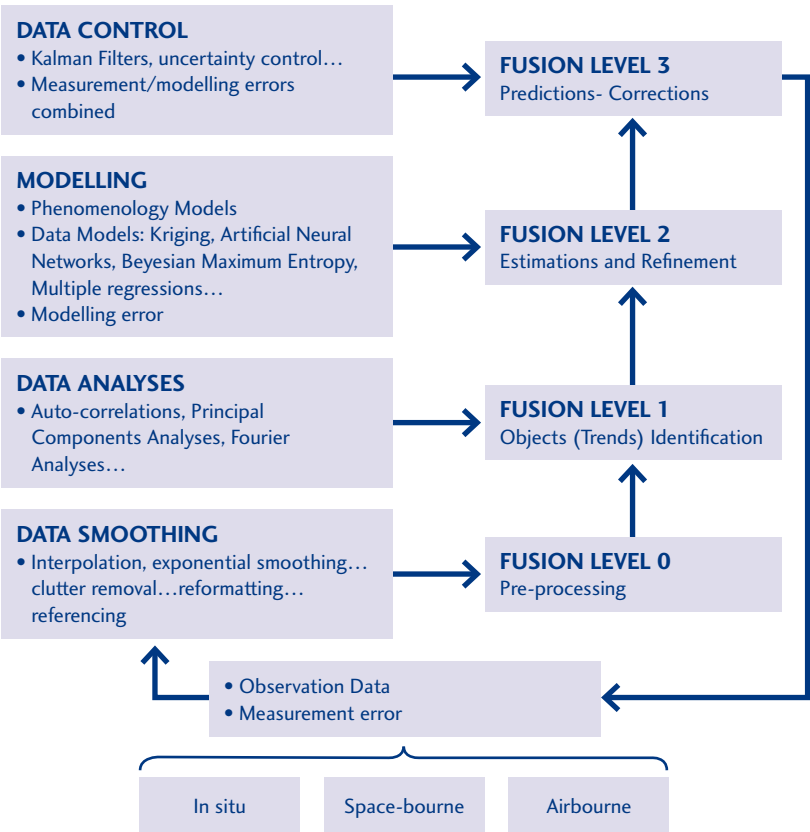 DATA CONTROL
• Kalman Filters, uncertainty control…
• Measurement/modelling errors
combined
FUSION LEVEL 3
Predictions- Corrections
MODELLING
• Phenomenology Models
• Data Models: Kriging, Artificial Neural
Networks, Beyesian Maximum Entropy,
Multiple regressions…
• Modelling error
FUSION LEVEL 2
Estimations and Refinement
DATA ANALYSES
• Auto-correlations, Principal
Components Analyses, Fourier
Analyses…
FUSION LEVEL 1
Objects (Trends) Identification
DATA SMOOTHING
• Interpolation, exponential smoothing…
clutter removal…reformatting…
referencing
FUSION LEVEL 0
Pre-processing
• Observation Data
• Measurement error
In situ
Space-bourne
Airbourne